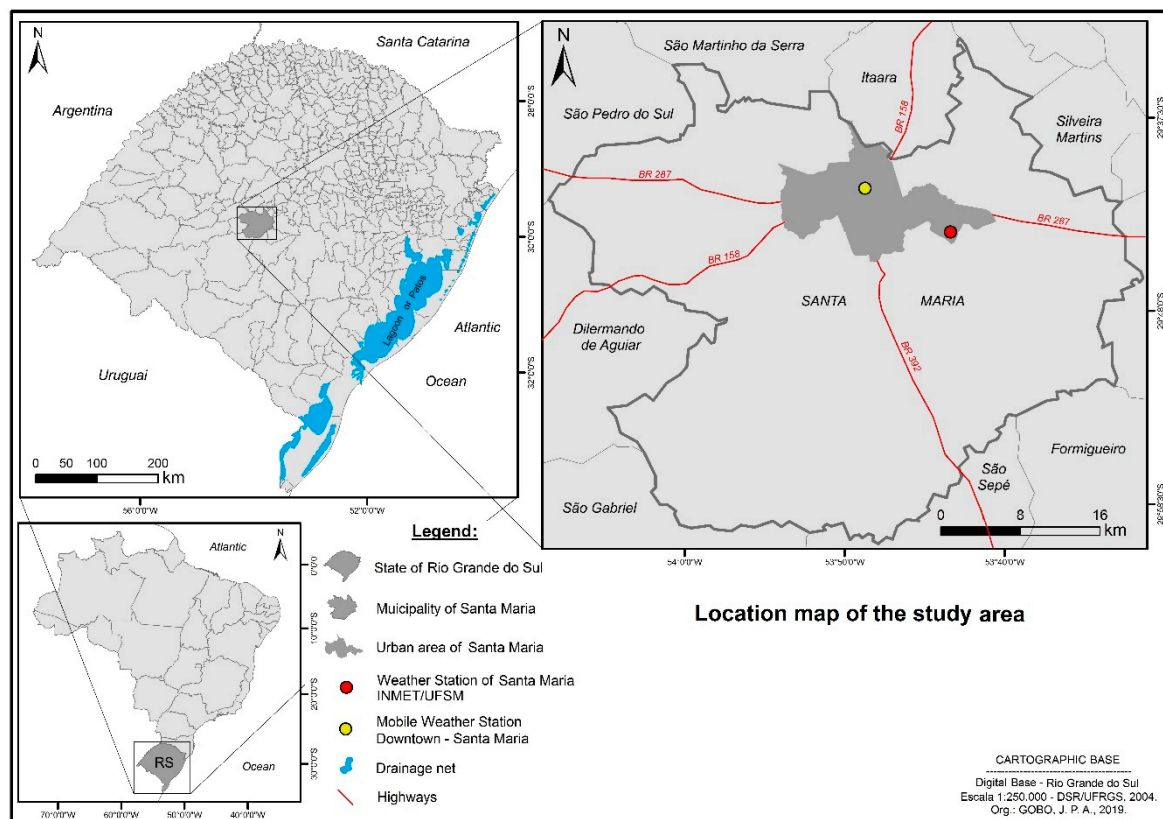 N
Santa Catarina
Argentina
Uruguai
Lagoon of Patos
Atlantic
Ocean
28°0'0"S
30°0'0"S
32°0'0"S
0 50 100 200
km
56°0'0"W
52°0'0"W
N
São Martinho da Serra
Itaara
São Pedro do Sul
Silveira
Martins
BR 158
BR 287
BR 287
BR 158
SANTA MARIA
Dilermando
de Aguiar
BR 392
Formigueiro
São
Sepé
São Gabriel
0 8 16
km
29°37'30"S
29°58'30"S
54°0'0"W
53°50'0"W
53°40'0"W
Atlantic
N
RS
Ocean
0°0'0"
10°0'0"S
20°0'0"S
30°0'0"S
70°0'0"W
60°0'0"W
50°0'0"W
40°0'0"W
Legend:
State of Rio Grande do Sul
Muicipality of Santa Maria
Urban area of Santa Maria
Weather Station of Santa Maria
INMET/UFSM
Mobile Weather Station
Downtown - Santa Maria
Drainage net
Highways
Location map of the study area
CARTOGRAPHIC BASE
Digital Base - Rio Grande do Sul
Escala 1:250.000 - DSR/UFRGS, 2004.
Org.: GOBO, J. P. A., 2019.